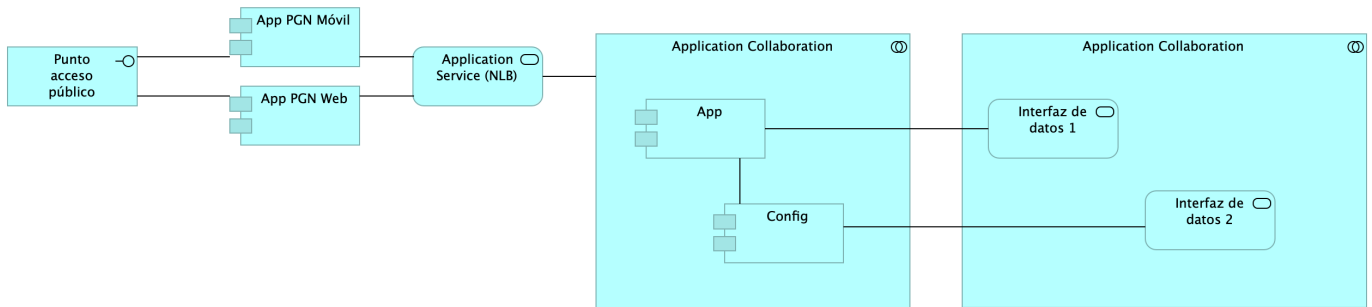 Punto
acceso
público
App PGN Móvil
App PGN Web
Application
Service (NLB)
Application Collaboration
App
Config
Application Collaboration
Interfaz de
datos 1
Interfaz de
datos 2